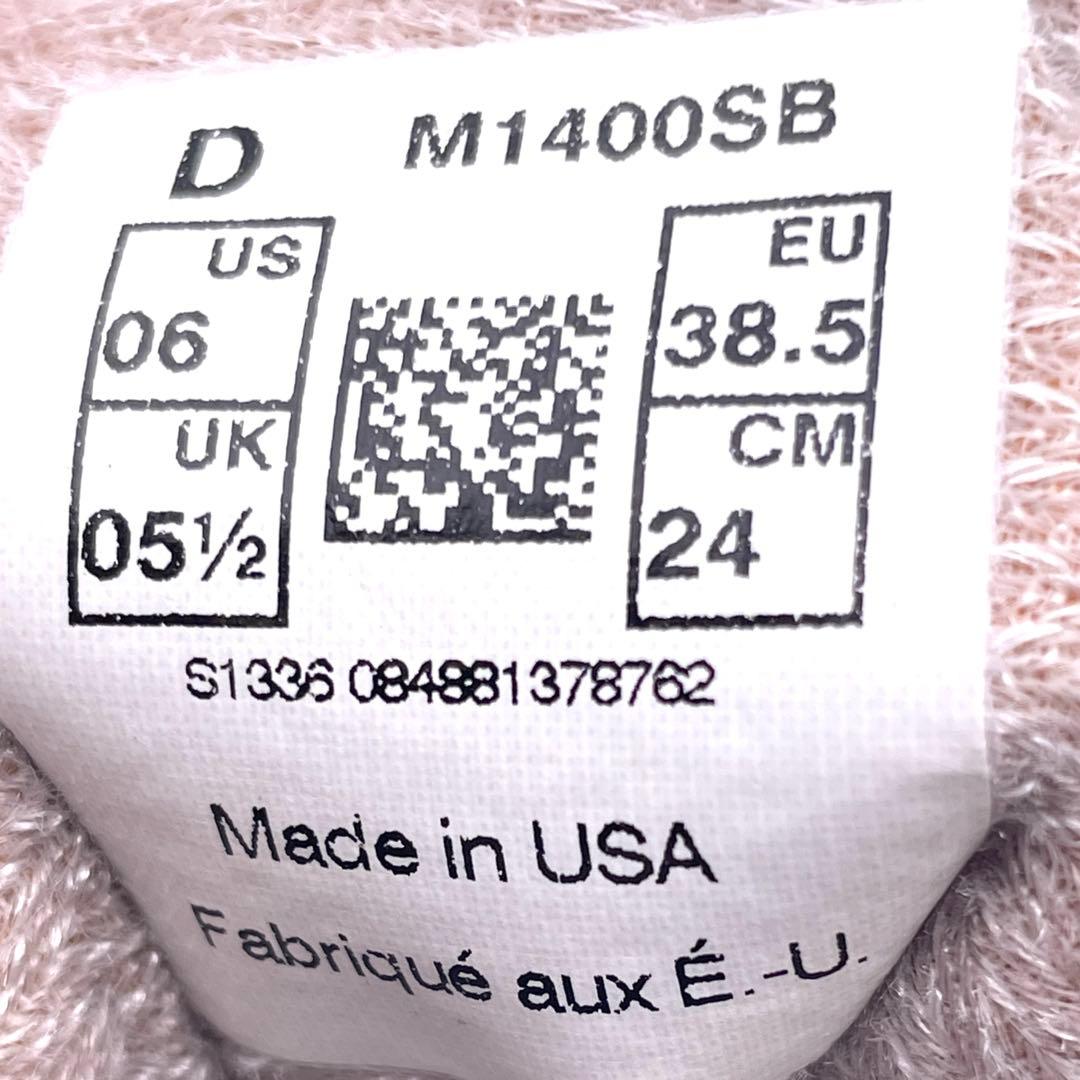 D M1400SB
US
06
UK
05½
EU
38.5
CM
24
S1336 084881378762
Made in USA
Fabriqué aux É.-U.